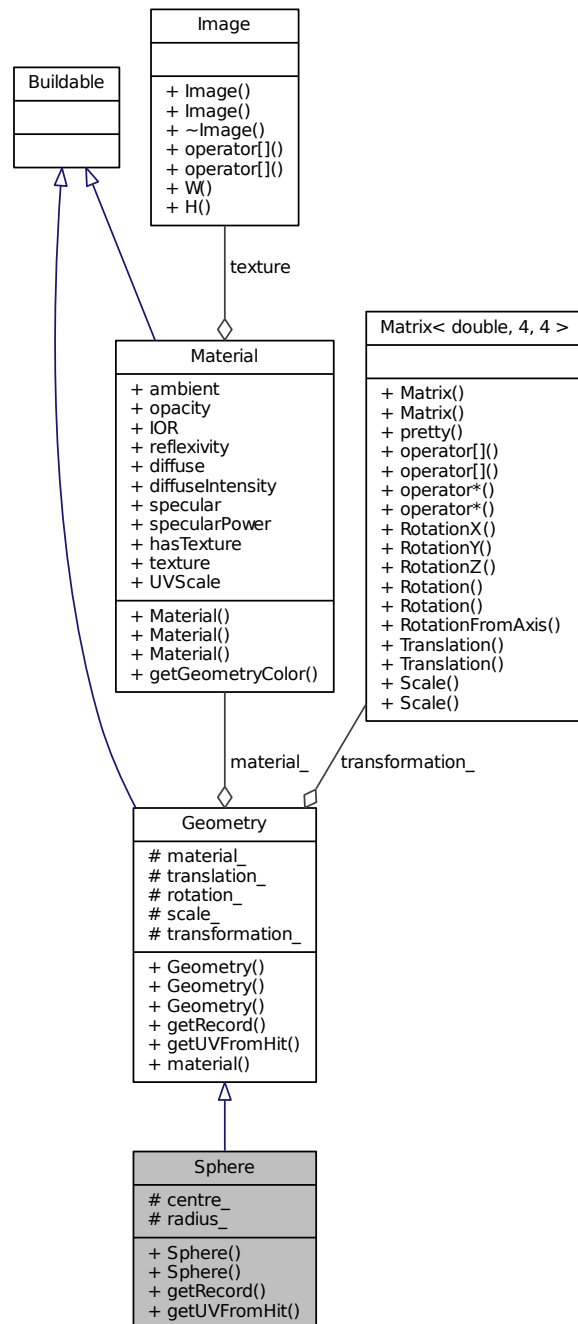 Image
+ Image()
+ Image()
+ ~Image()
+ operator[]()
+ operator[]()
+ W()
+ H()
Buildable
texture
Material
+ ambient
+ opacity
+ IOR
+ reflexivity
+ diffuse
+ diffuseIntensity
+ specular
+ specularPower
+ hasTexture
+ texture
+ UVScale
+ Material()
+ Material()
+ Material()
+ getGeometryColor()
Matrix< double, 4, 4 >
+ Matrix()
+ Matrix()
+ pretty()
+ operator[]()
+ operator[]()
+ operator*()
+ operator*()
+ RotationX()
+ RotationY()
+ RotationZ()
+ Rotation()
+ Rotation()
+ RotationFromAxis()
+ Translation()
+ Translation()
+ Scale()
+ Scale()
material_
transformation_
Geometry
# material_
# translation_
# rotation_
# scale_
# transformation_
+ Geometry()
+ Geometry()
+ Geometry()
+ getRecord()
+ getUVFromHit()
+ material()
Sphere
# centre_
# radius_
+ Sphere()
+ Sphere()
+ getRecord()
+ getUVFromHit()